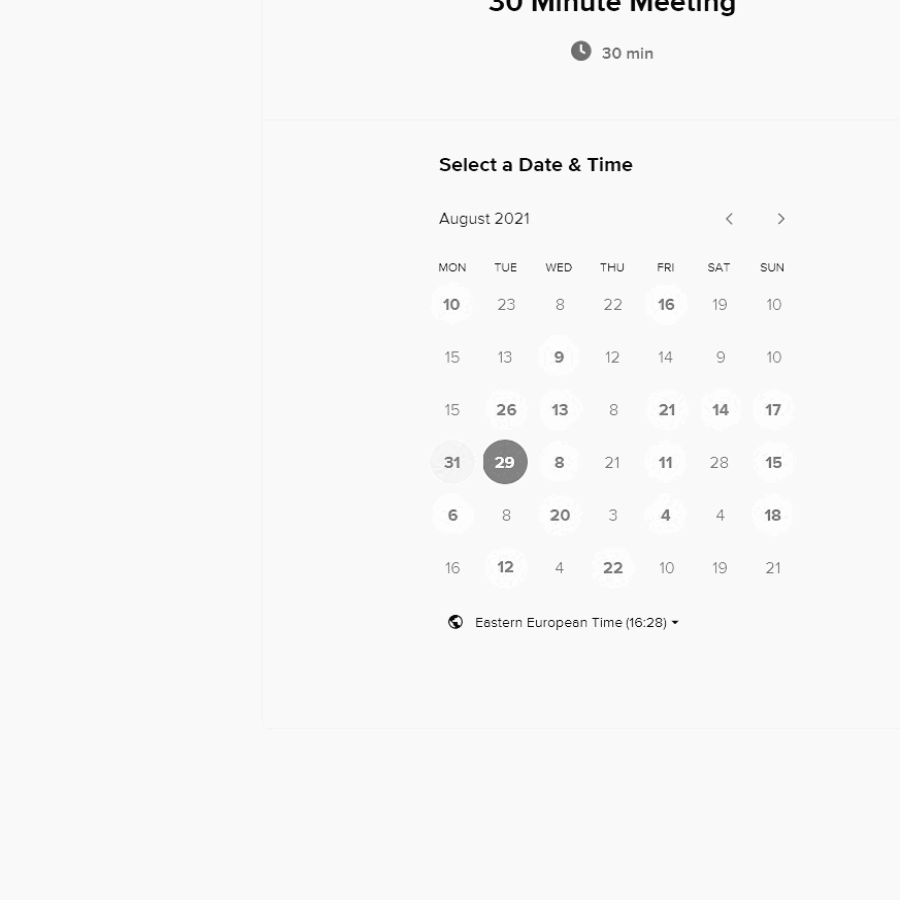 30 Minute Meeting
30 min
Select a Date & Time
August 2021
MON TUE WED THU FRI SAT SUN
10 23 8 22 16 19 10
15 13 9 12 14 9 10
15 26 13 8 21 14 17
31 29 8 21 11 28 15
6 8 20 3 4 4 18
16 12 4 22 10 19 21
Eastern European Time (16:28)